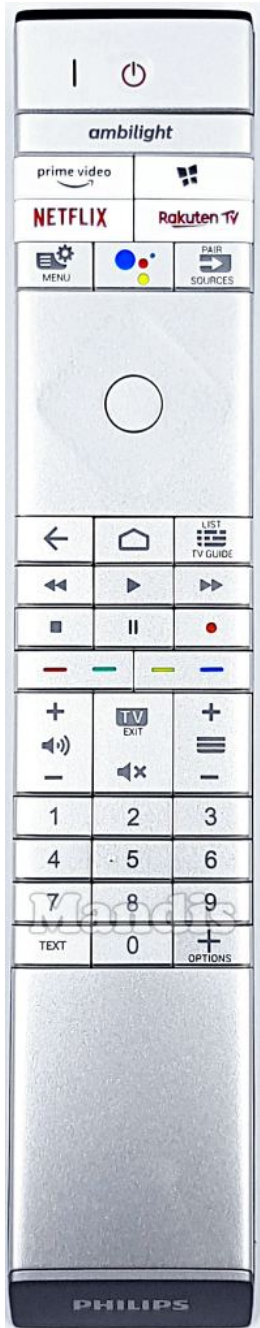 ambilight
prime video
NETFLIX Rakuten TV
MENU PAIR SOURCES
LIST
TV GUIDE
TV
EXIT
1 2 3
4 5 6
7 8 9
Mandis
TEXT 0 OPTIONS
PHILIPS